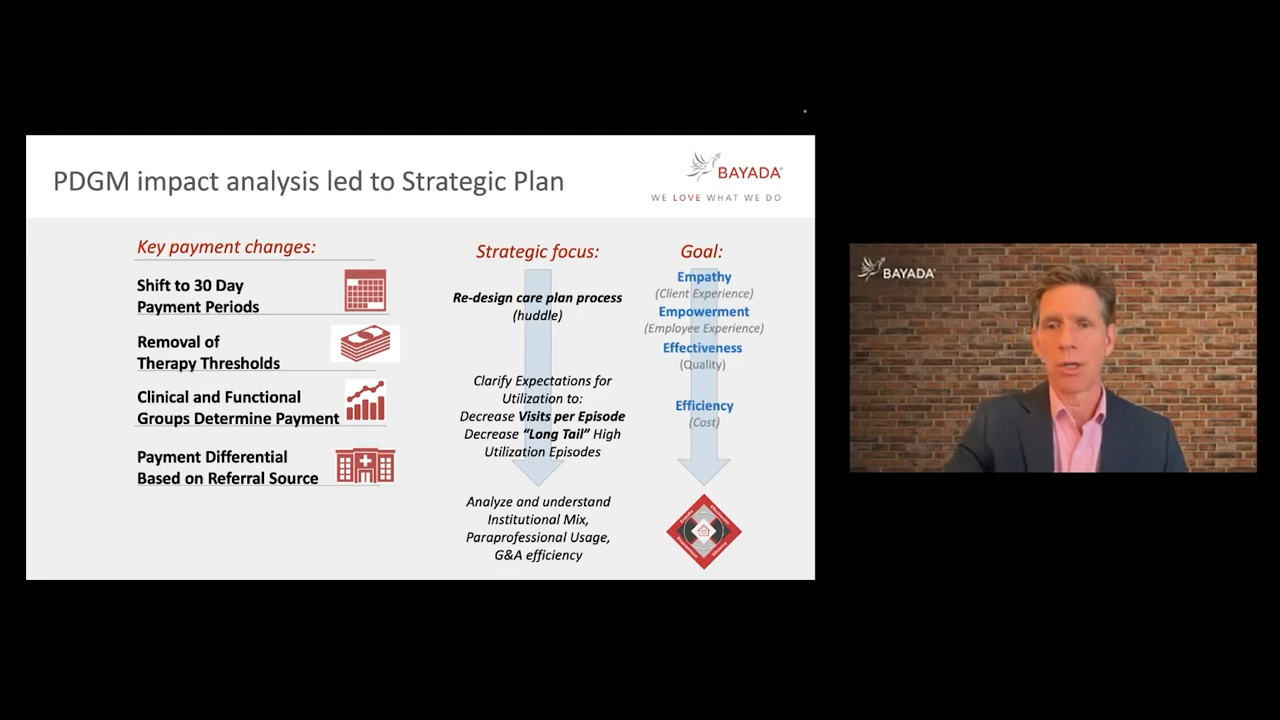 PDGM impact analysis led to Strategic Plan
BAYADA®
WE LOVE WHAT WE DO
Key payment changes:
Shift to 30 Day
Payment Periods
Removal of
Therapy Thresholds
Clinical and Functional
Groups Determine Payment
Payment Differential
Based on Referral Source
Strategic focus:
Re-design care plan process
(huddle)
Clarify Expectations for
Utilization to:
Decrease Visits per Episode
Decrease “Long Tail” High
Utilization Episodes
Analyze and understand
Institutional Mix,
Paraprofessional Usage,
G&A efficiency
Goal:
Empathy
(Client Experience)
Empowerment
(Employee Experience)
Effectiveness
(Quality)
Efficiency
(Cost)
BAYADA